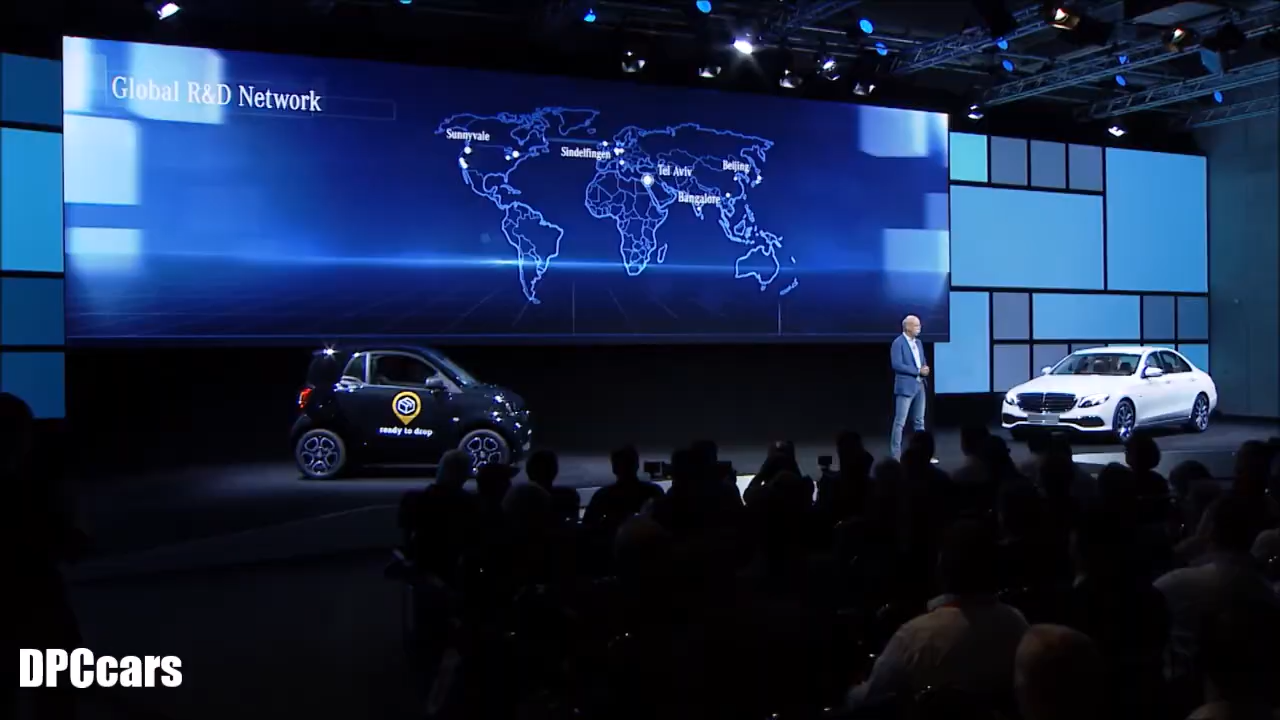 Global R&D Network
Sunnyvale
Sindelfingen
Tel Aviv
Beijing
Bangalore
ready to drop
DPCcars